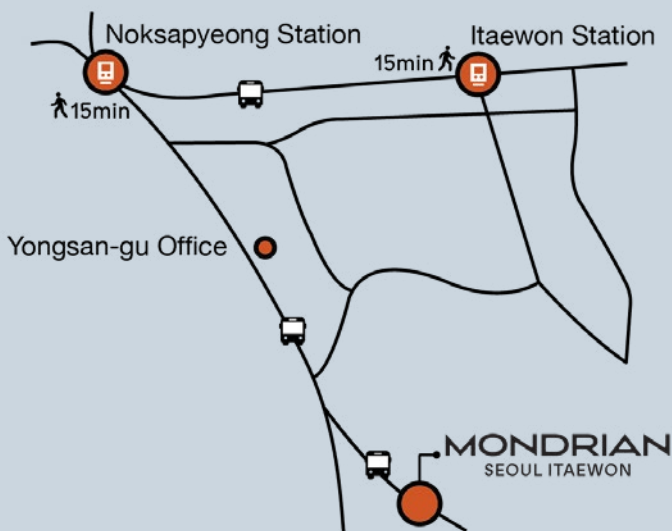 Noksapyeong Station
Itaewon Station
15min
15min
Yongsan-gu Office
MONDRIAN
SEOUL ITAEWON